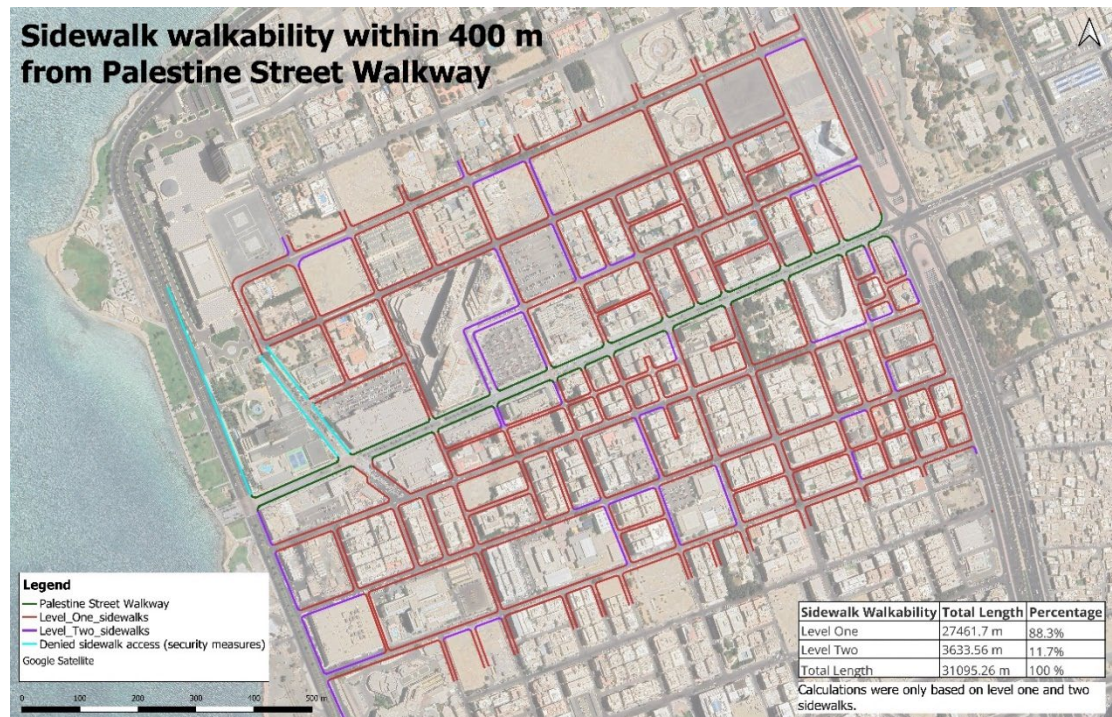 Sidewalk walkability within 400 m
from Palestine Street Walkway
Legend
Palestine Street Walkway
Level_One_sidewalks
Level_Two_sidewalks
Denied sidewalk access (security measures)
Google Satellite
0 100 200 300 400 500 m
Sidewalk Walkability Total Length Percentage
Level One 27461.7 m 88.3%
Level Two 3633.56 m 11.7%
Total Length 31095.26 m 100 %
Calculations were only based on level one and two
sidewalks.